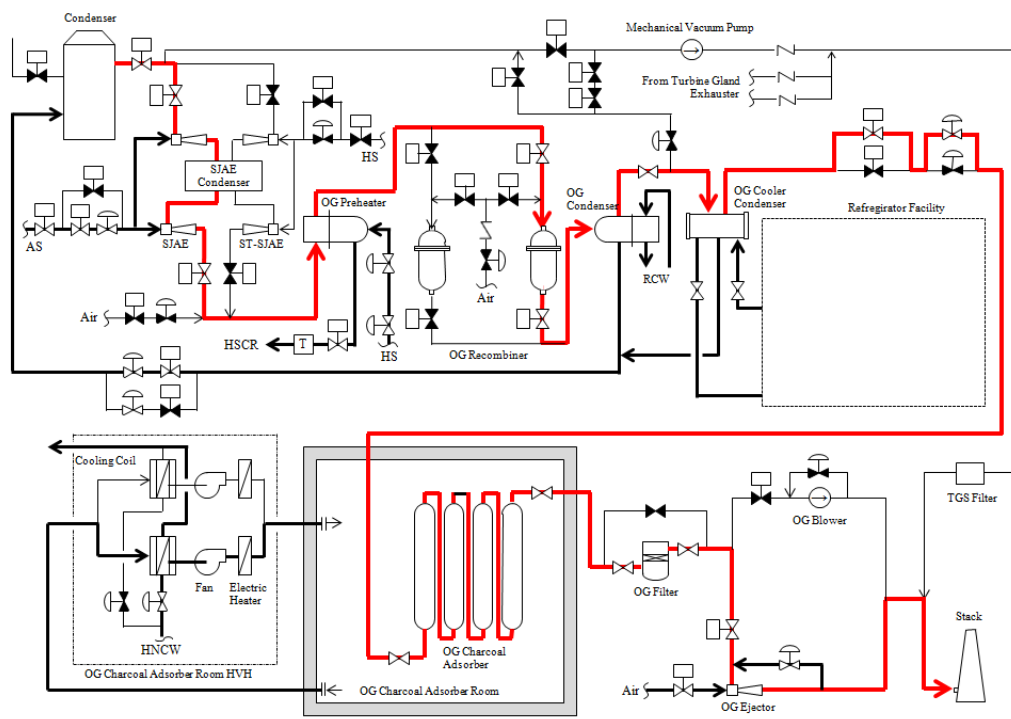 Condenser
Mechanical Vacuum Pump
From Turbine Gland
Exhauster
HS
SJAE
Condenser
OG Preheater
OG
Condenser
OG Cooler
Condenser
Refregirator Facility
AS
SJAE
ST-SJAE
Air
RCW
Air
HSCR
T
HS
OG Recombiner
Cooling Coil
TGS Filter
OG Blower
Fan
Electric
Heater
OG Filter
Stack
HNCW
OG Charcoal
Adsorber
OG Charcoal Adsorber Room HVH
OG Charcoal Adsorber Room
Air
OG Ejector